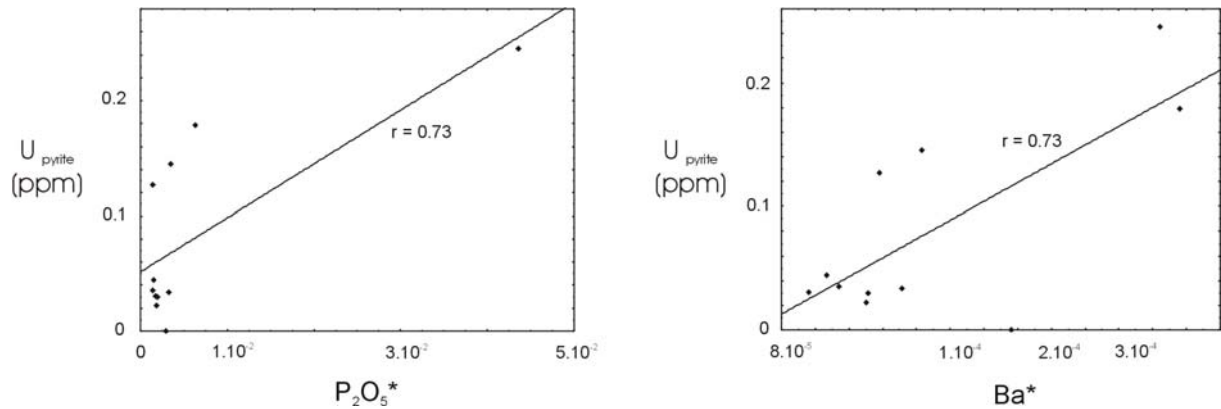 0.2
U pyrite
(ppm)
0.1
0
r = 0.73
0
1.10⁻²
3.10⁻²
5.10⁻²
P₂O₅*
0.2
U pyrite
(ppm)
0.1
0
r = 0.73
8.10⁻⁵
1.10⁻⁴
2.10⁻⁴
3.10⁻⁴
Ba*